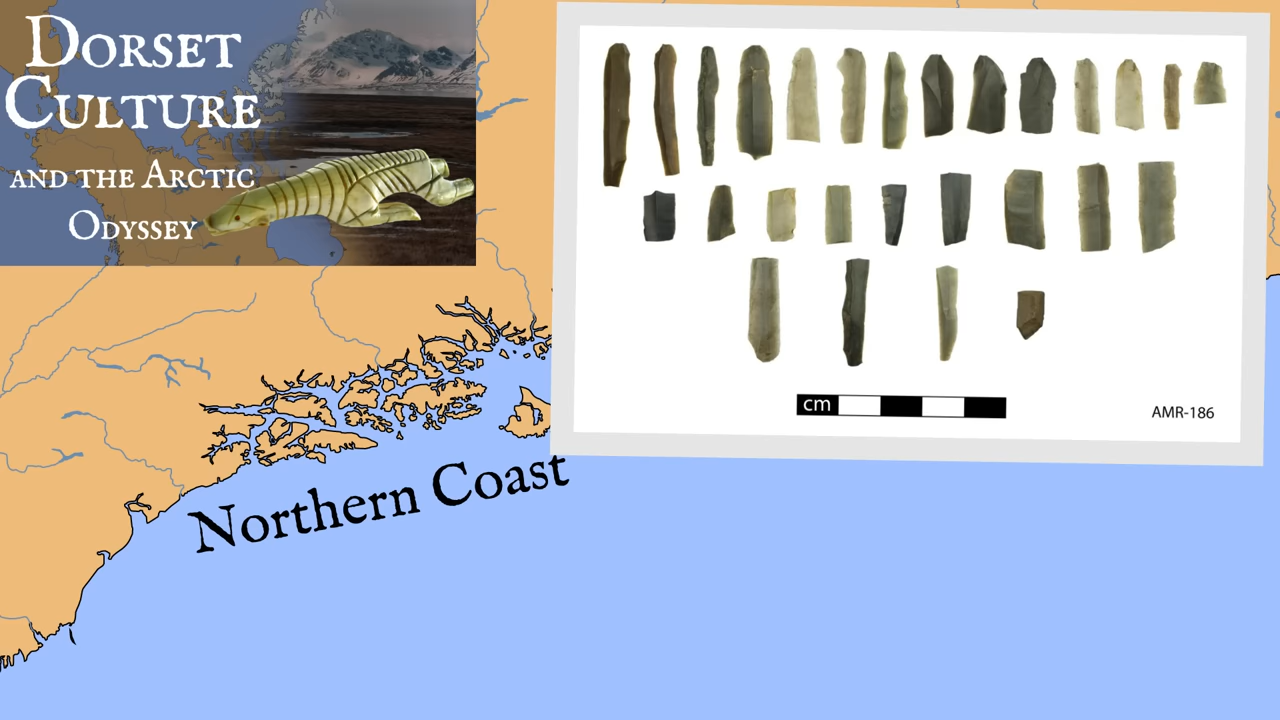 Dorset
Culture
and the Arctic
Odyssey
cm
AMR-186
Northern Coast